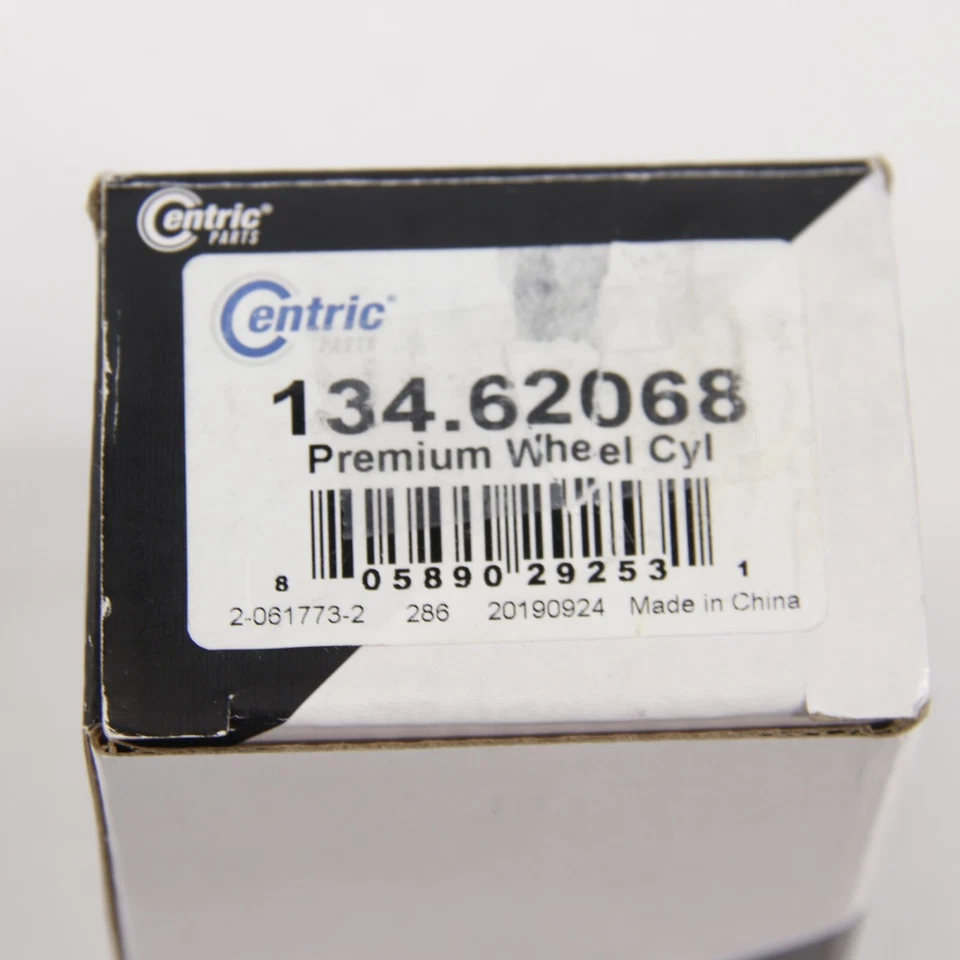 Centric®
PARTS
Centric®
PARTS
134.62068
Premium Wheel Cyl
8 05890 29253 1
2-061773-2 286 20190924 Made in China